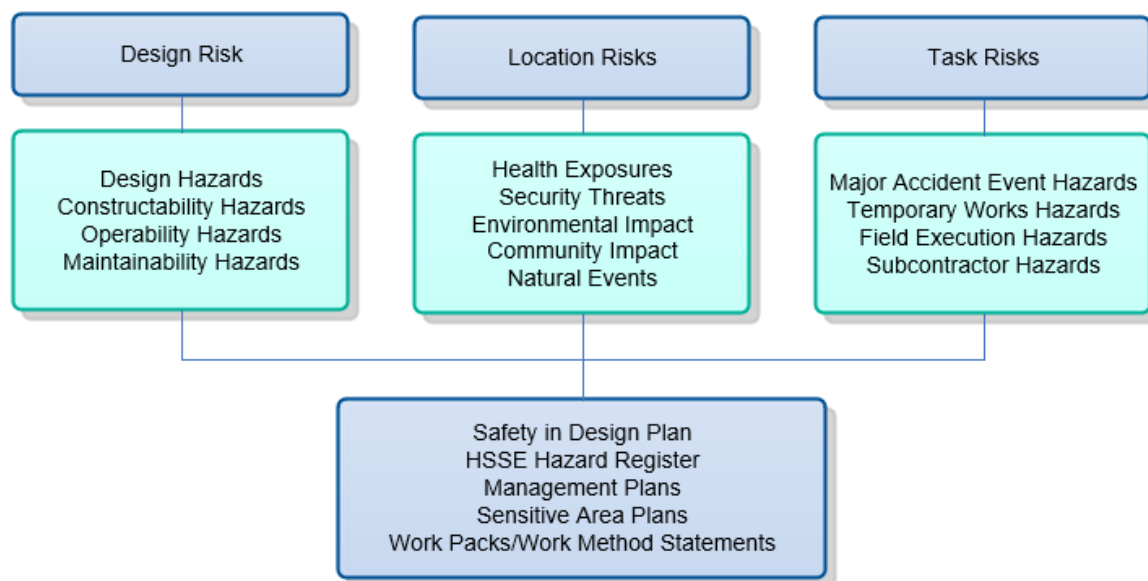 Design Risk
Location Risks
Task Risks
Design Hazards
Constructability Hazards
Operability Hazards
Maintainability Hazards
Health Exposures
Security Threats
Environmental Impact
Community Impact
Natural Events
Major Accident Event Hazards
Temporary Works Hazards
Field Execution Hazards
Subcontractor Hazards
Safety in Design Plan
HSSE Hazard Register
Management Plans
Sensitive Area Plans
Work Packs/Work Method Statements